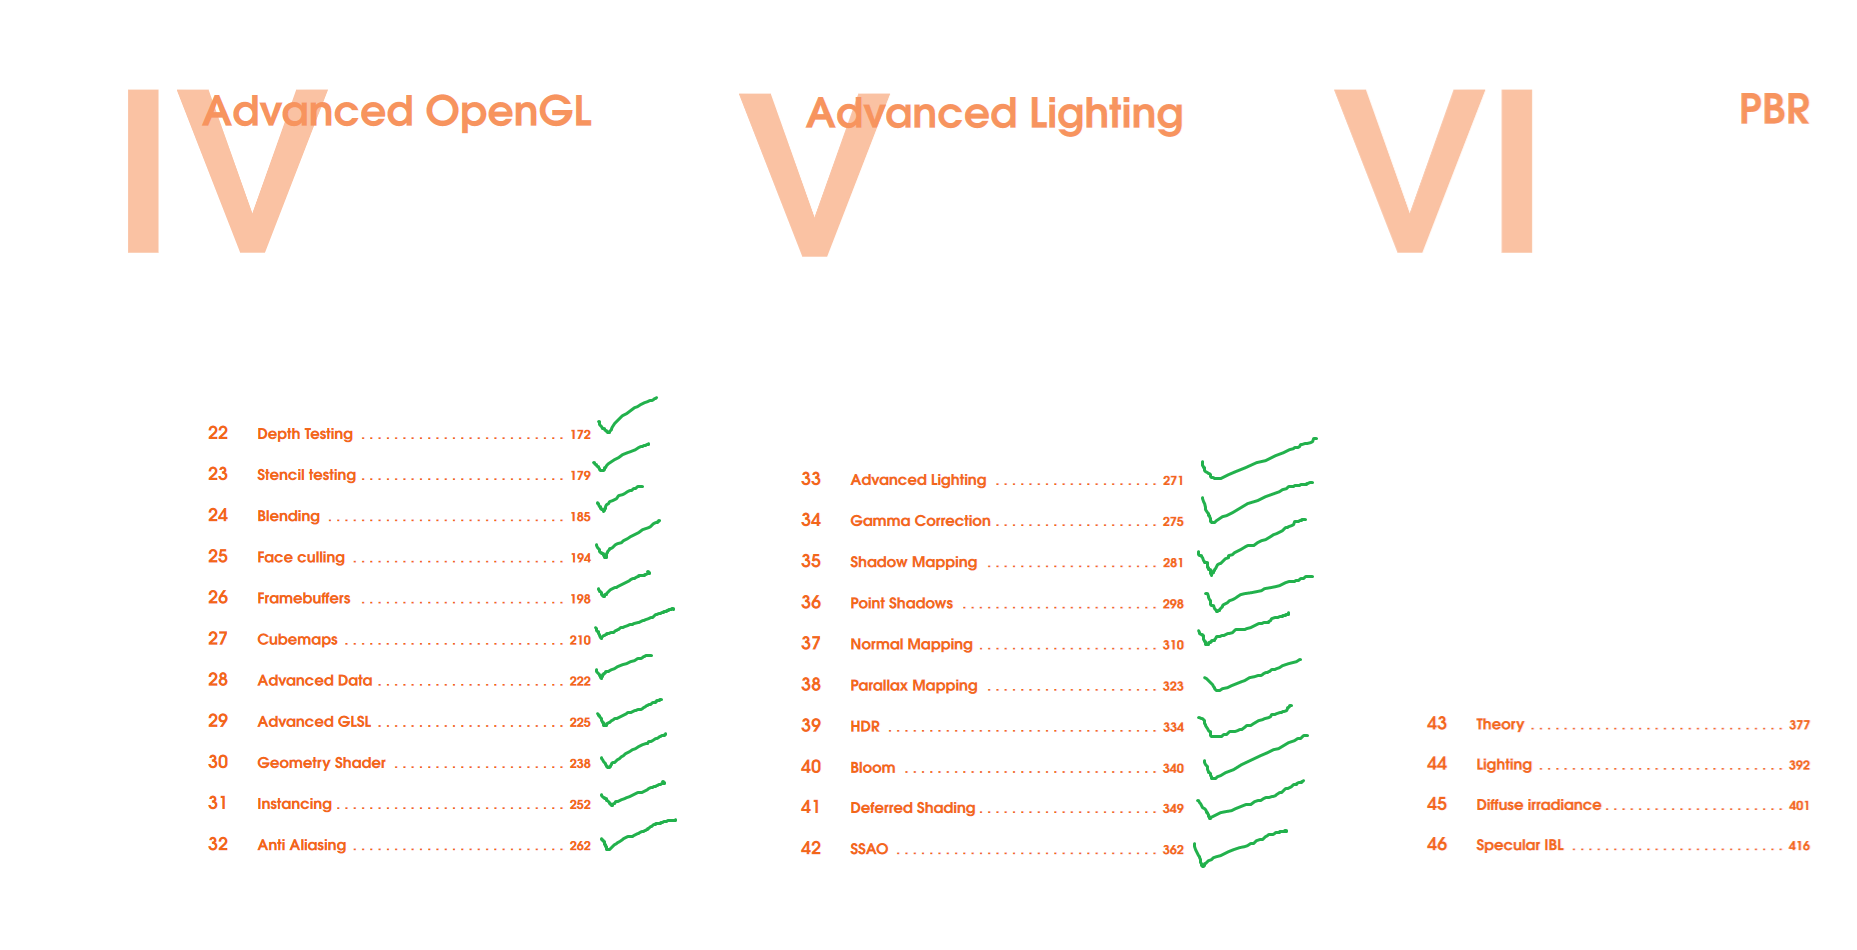 IV
Advanced OpenGL
22 Depth Testing . . . . . . . . . . . . . . . . . . . . . . . . . 172
23 Stencil testing . . . . . . . . . . . . . . . . . . . . . . . . . 179
24 Blending . . . . . . . . . . . . . . . . . . . . . . . . . . . . . 185
25 Face culling . . . . . . . . . . . . . . . . . . . . . . . . . . 194
26 Framebuffers . . . . . . . . . . . . . . . . . . . . . . . . . 198
27 Cubemaps . . . . . . . . . . . . . . . . . . . . . . . . . . . 210
28 Advanced Data . . . . . . . . . . . . . . . . . . . . . . . 222
29 Advanced GLSL . . . . . . . . . . . . . . . . . . . . . . . 225
30 Geometry Shader . . . . . . . . . . . . . . . . . . . . . 238
31 Instancing . . . . . . . . . . . . . . . . . . . . . . . . . . . . 252
32 Anti Aliasing . . . . . . . . . . . . . . . . . . . . . . . . . . 262
V
Advanced Lighting
33 Advanced Lighting . . . . . . . . . . . . . . . . . . . . 271
34 Gamma Correction . . . . . . . . . . . . . . . . . . . . 275
35 Shadow Mapping . . . . . . . . . . . . . . . . . . . . . 281
36 Point Shadows . . . . . . . . . . . . . . . . . . . . . . . . 298
37 Normal Mapping . . . . . . . . . . . . . . . . . . . . . . 310
38 Parallax Mapping . . . . . . . . . . . . . . . . . . . . . 323
39 HDR . . . . . . . . . . . . . . . . . . . . . . . . . . . . . . . . . 334
40 Bloom . . . . . . . . . . . . . . . . . . . . . . . . . . . . . . . 340
41 Deferred Shading . . . . . . . . . . . . . . . . . . . . . . 349
42 SSAO . . . . . . . . . . . . . . . . . . . . . . . . . . . . . . . . 362
VI
PBR
43 Theory . . . . . . . . . . . . . . . . . . . . . . . . . . . . . . . 377
44 Lighting . . . . . . . . . . . . . . . . . . . . . . . . . . . . . . 392
45 Diffuse irradiance . . . . . . . . . . . . . . . . . . . . . . 401
46 Specular IBL . . . . . . . . . . . . . . . . . . . . . . . . . . 416